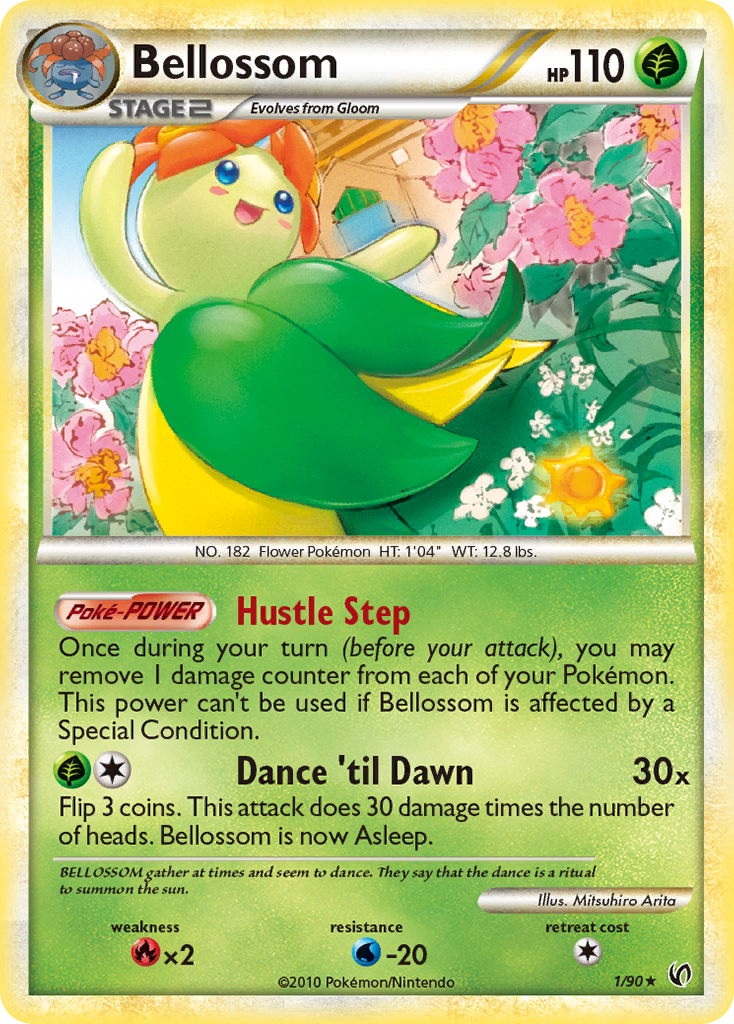 Bellossom
HP110
STAGE 2
Evolves from Gloom
NO. 182 Flower Pokémon HT: 1'04" WT: 12.8 lbs.
Poké-POWER Hustle Step
Once during your turn (before your attack), you may
remove 1 damage counter from each of your Pokémon.
This power can't be used if Bellossom is affected by a
Special Condition.
Dance 'til Dawn 30x
Flip 3 coins. This attack does 30 damage times the number
of heads. Bellossom is now Asleep.
BELLOSSOM gather at times and seem to dance. They say that the dance is a ritual
to summon the sun.
Illus. Mitsuhiro Arita
weakness resistance retreat cost
×2 -20
©2010 Pokémon/Nintendo 1/90★